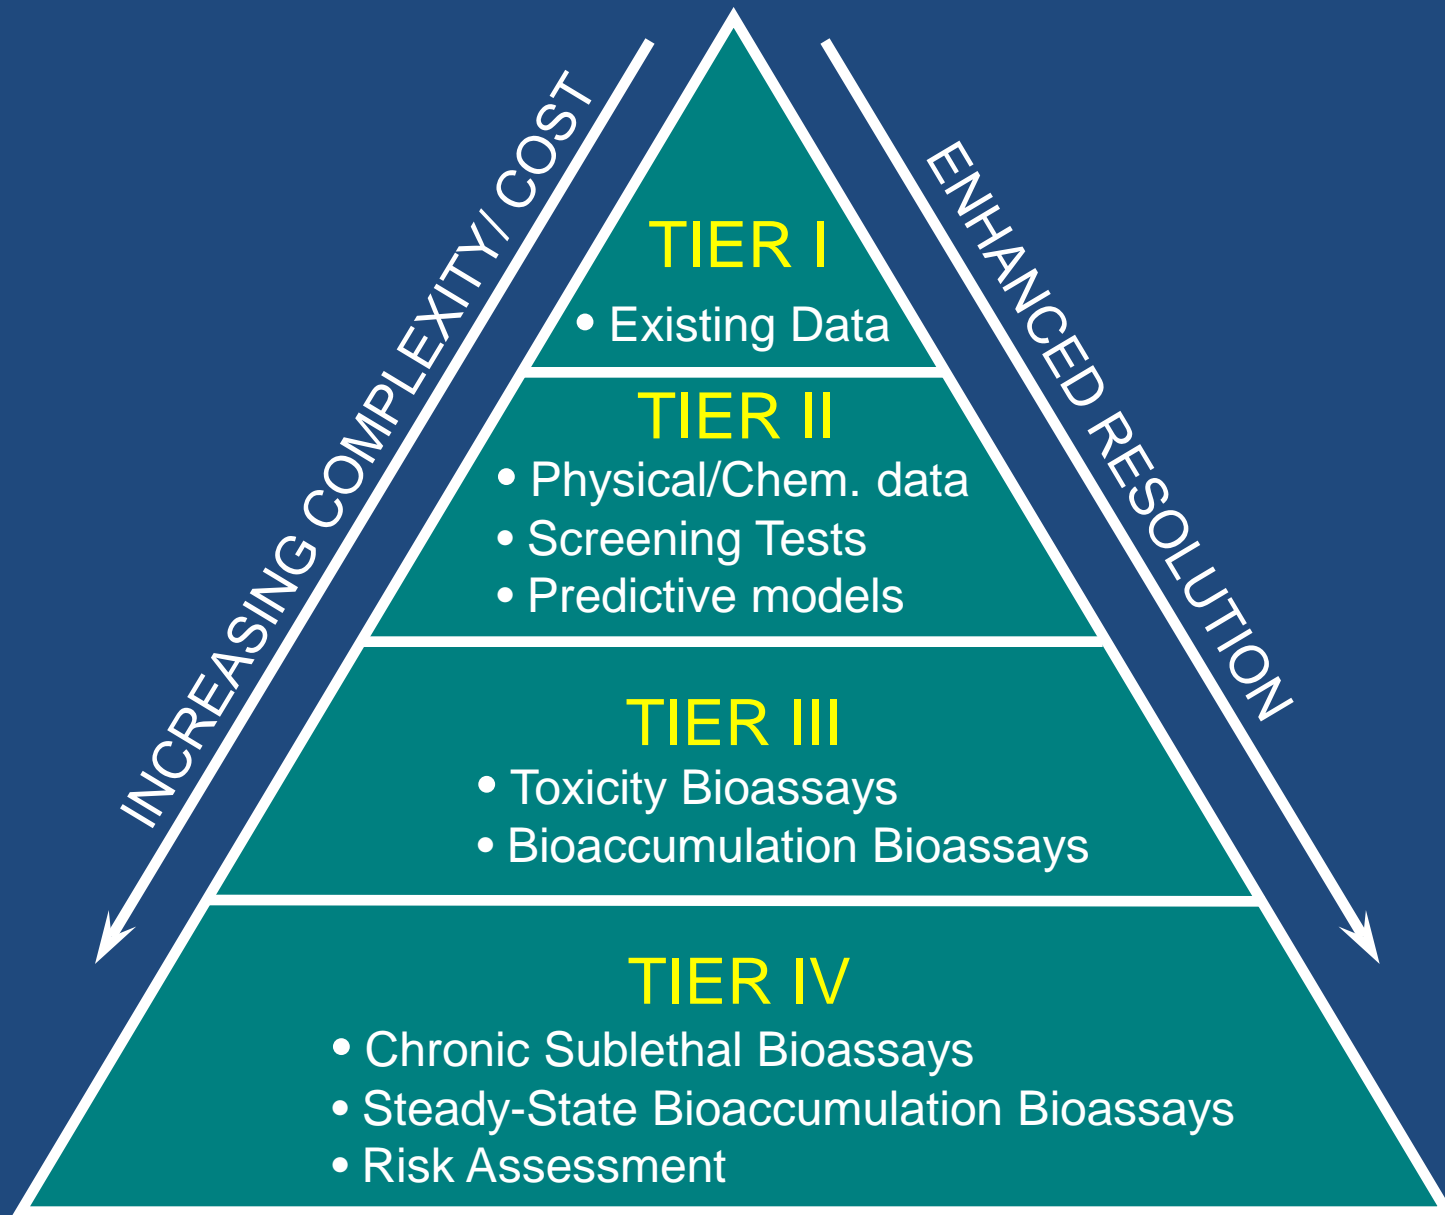 INCREASING COMPLEXITY/ COST
ENHANCED RESOLUTION
TIER I
• Existing Data
TIER II
• Physical/Chem. data
• Screening Tests
• Predictive models
TIER III
• Toxicity Bioassays
• Bioaccumulation Bioassays
TIER IV
• Chronic Sublethal Bioassays
• Steady-State Bioaccumulation Bioassays
• Risk Assessment